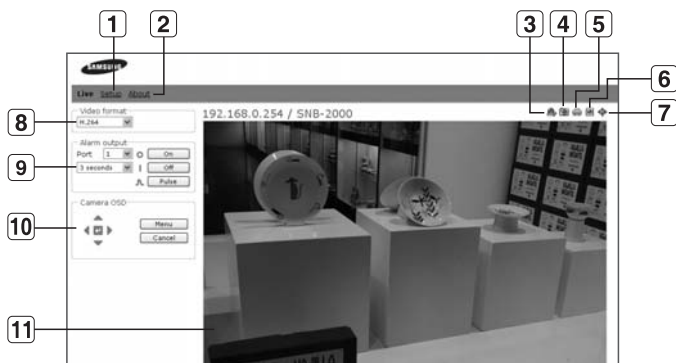 1
2
3
4
5
6
7
8
9
10
11
SAMSUNG
Live Setup About
192.168.0.254 / SNB-2000
Video format
H.264
Alarm output
Port 1 On
3 seconds Off
Pulse
Camera OSD
Menu
Cancel